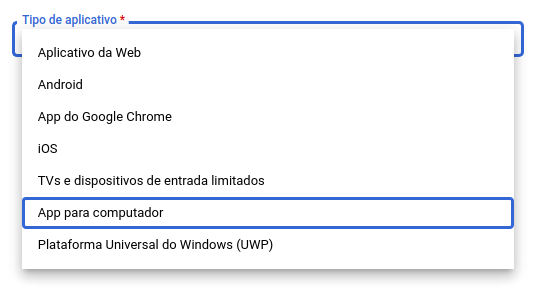 Tipo de aplicativo *
Aplicativo da Web
Android
App do Google Chrome
iOS
TVs e dispositivos de entrada limitados
App para computador
Plataforma Universal do Windows (UWP)